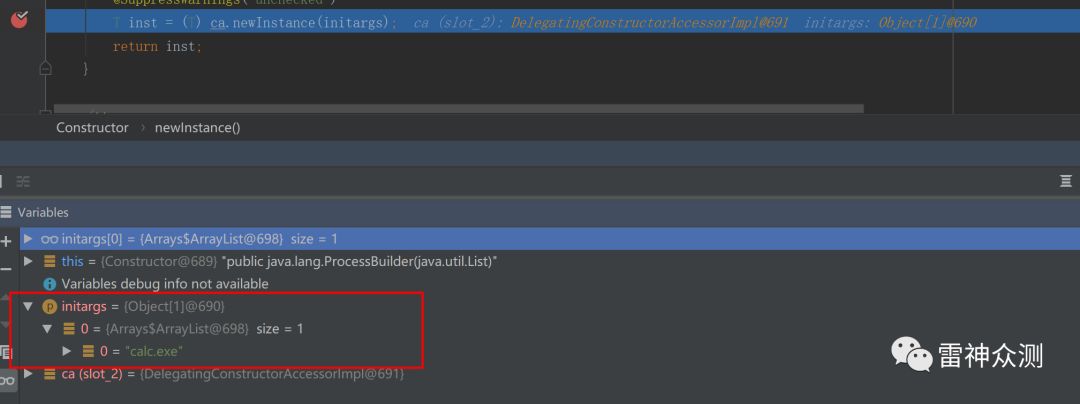 @SuppressWarnings("unchecked")
T inst = (T) ca.newInstance(initargs);  ca (slot_2): DelegatingConstructorAccessorImpl@691  initargs: Object[1]@690
return inst;
}
Constructor > newInstance()
Variables
initargs[0] = {Arrays$ArrayList@698} size = 1
this = {Constructor@689} "public java.lang.ProcessBuilder(java.util.List)"
Variables debug info not available
initargs = {Object[1]@690}
0 = {Arrays$ArrayList@698} size = 1
0 = "calc.exe"
ca (slot_2) = {DelegatingConstructorAccessorImpl@691}
雷神众测